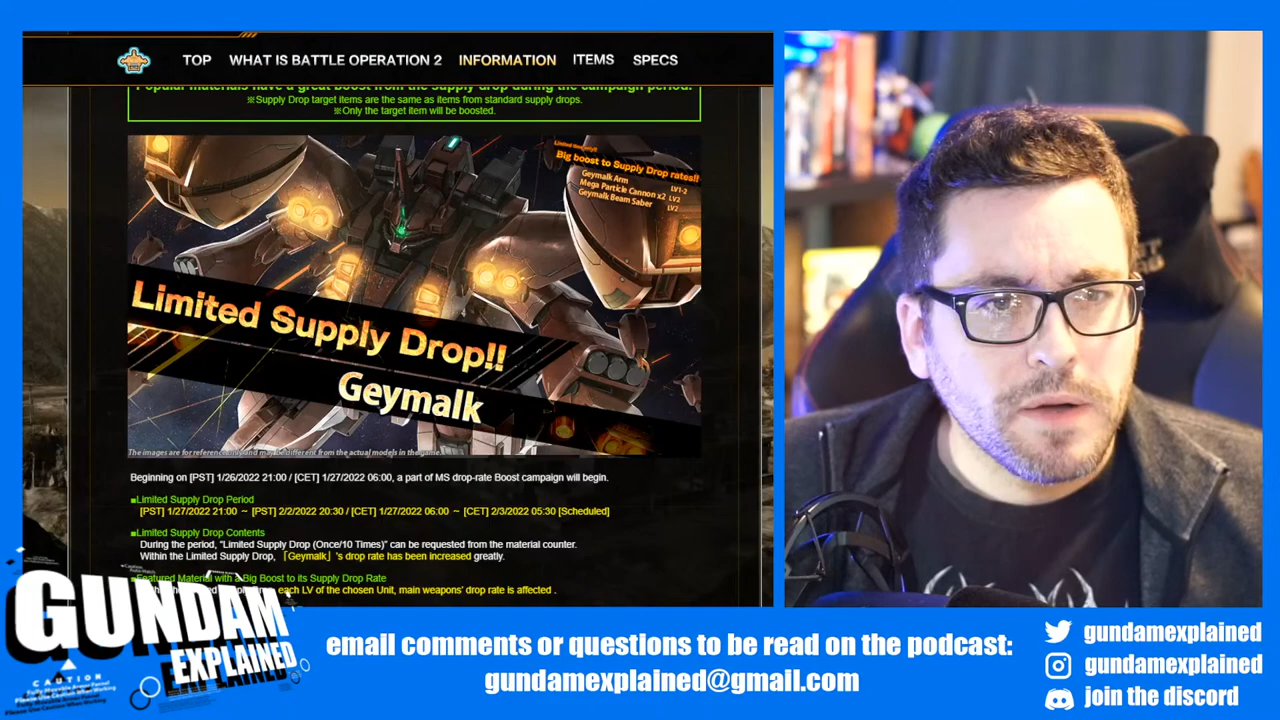 TOP WHAT IS BATTLE OPERATION 2 INFORMATION ITEMS SPECS
Popular materials have a great boost from the supply drop during the campaign period.
※Supply Drop target items are the same as items from standard supply drops.
※Only the target item will be boosted.
Big boost to Supply Drop rates!!
Geymalk Arm LV1-2
Mega Particle Cannon x2 LV2
Geymalk Beam Saber LV2
Limited Supply Drop!!
Geymalk
The images are for reference only and may be different from the actual models in the game.
Beginning on [PST] 1/26/2022 21:00 / [CET] 1/27/2022 06:00, a part of MS drop-rate Boost campaign will begin.
■Limited Supply Drop Period
[PST] 1/27/2022 21:00 ~ [PST] 2/2/2022 20:30 / [CET] 1/27/2022 06:00 ~ [CET] 2/3/2022 05:30 [Scheduled]
■Limited Supply Drop Contents
During the period, "Limited Supply Drop (Once/10 Times)" can be requested from the material counter.
Within the Limited Supply Drop, 「Geymalk」 's drop rate has been increased greatly.
■Featured Material with a Big Boost to its Supply Drop Rate
each LV of the chosen Unit, main weapons' drop rate is affected .
GUNDAM
EXPLAINED
CAUTION
email comments or questions to be read on the podcast:
gundamexplained@gmail.com
gundamexplained
gundamexplained
join the discord